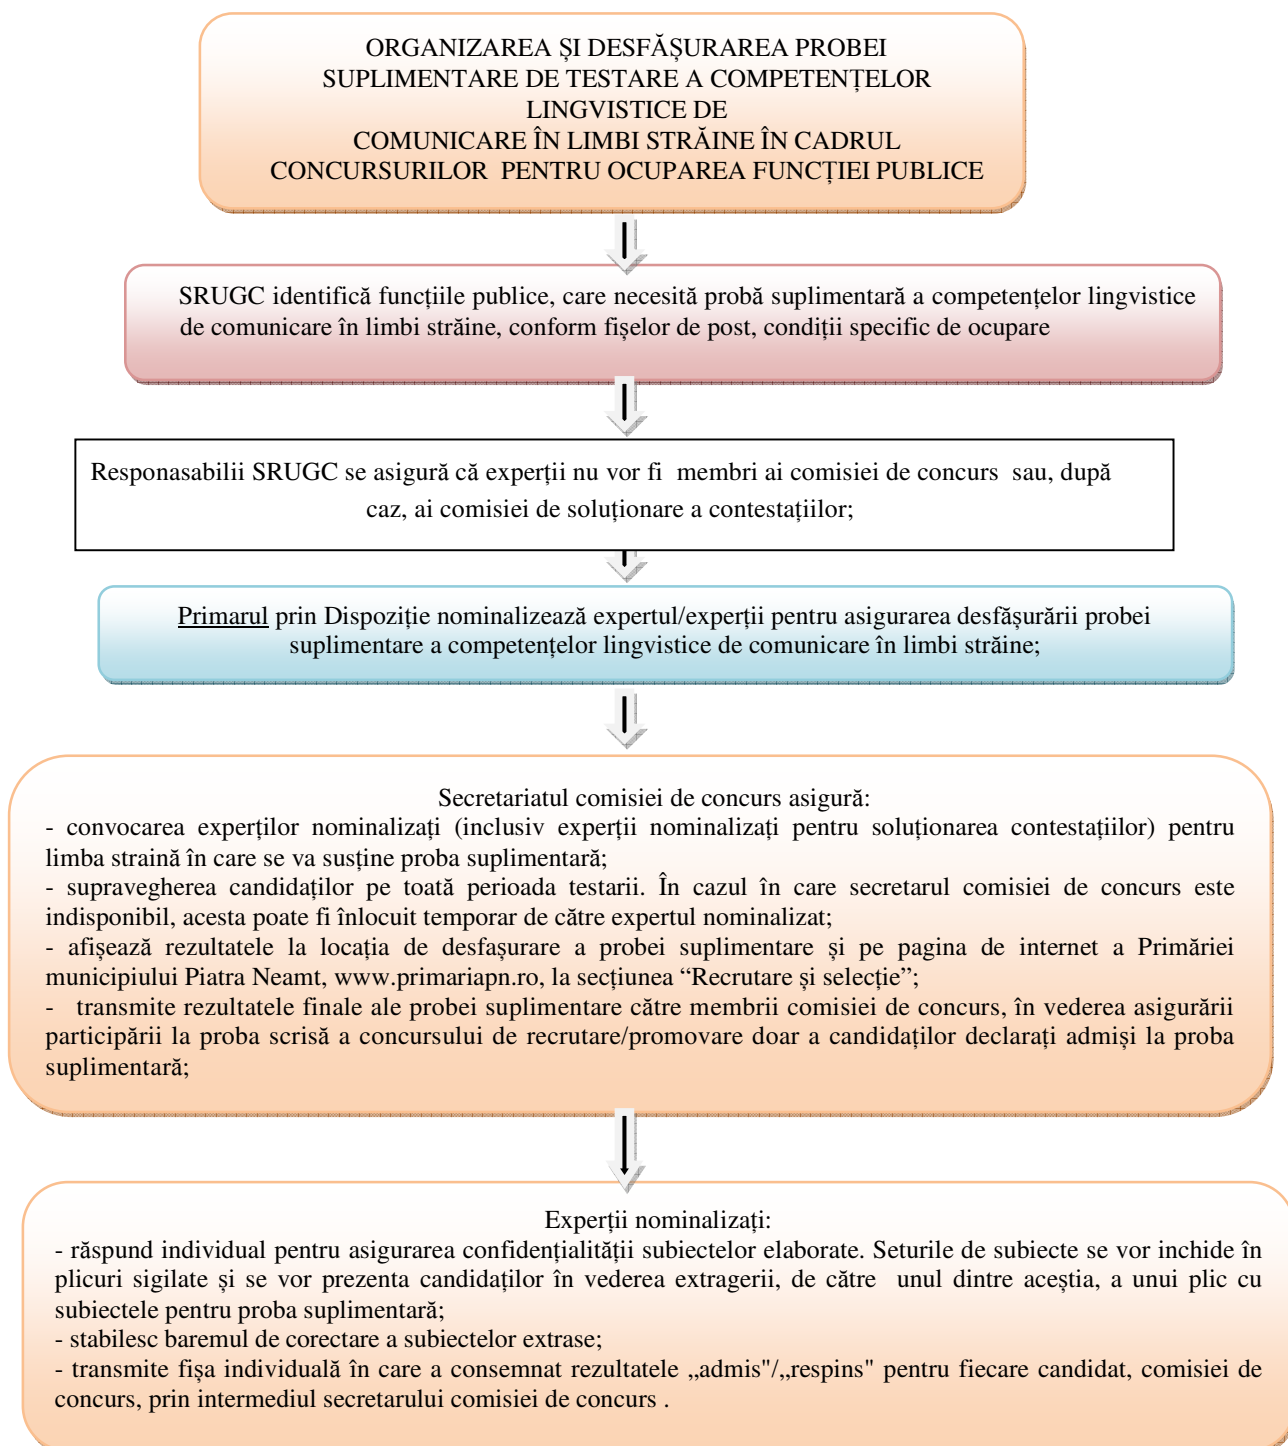 ORGANIZAREA ȘI DESFĂȘURAREA PROBEI
SUPLIMENTARE DE TESTARE A COMPETENȚELOR
LINGVISTICE DE
COMUNICARE ÎN LIMBI STRĂINE ÎN CADRUL
CONCURSURILOR PENTRU OCUPAREA FUNCȚIEI PUBLICE
SRUGC identifică funcțiile publice, care necesită probă suplimentară a competențelor lingvistice
de comunicare în limbi străine, conform fișelor de post, condiții specific de ocupare
Responasabilii SRUGC se asigură că experții nu vor fi membri ai comisiei de concurs sau, după
caz, ai comisiei de soluționare a contestațiilor;
Primarul prin Dispoziție nominalizează expertul/experții pentru asigurarea desfășurării probei
suplimentare a competențelor lingvistice de comunicare în limbi străine;
Secretariatul comisiei de concurs asigură:
- convocarea experților nominalizați (inclusiv experții nominalizați pentru soluționarea contestațiilor) pentru
limba straină în care se va susține proba suplimentară;
- supravegherea candidaților pe toată perioada testarii. În cazul în care secretarul comisiei de concurs este
indisponibil, acesta poate fi înlocuit temporar de către expertul nominalizat;
- afișează rezultatele la locația de desfașurare a probei suplimentare și pe pagina de internet a Primăriei
municipiului Piatra Neamt, www.primariapn.ro, la secțiunea “Recrutare și selecție”;
- transmite rezultatele finale ale probei suplimentare către membrii comisiei de concurs, în vederea asigurării
participării la proba scrisă a concursului de recrutare/promovare doar a candidaților declarați admiși la proba
suplimentară;
Experții nominalizați:
- răspund individual pentru asigurarea confidențialității subiectelor elaborate. Seturile de subiecte se vor inchide în
plicuri sigilate și se vor prezenta candidaților în vederea extragerii, de către unul dintre aceștia, a unui plic cu
subiectele pentru proba suplimentară;
- stabilesc baremul de corectare a subiectelor extrase;
- transmite fișa individuală în care a consemnat rezultatele „admis"/„respins" pentru fiecare candidat, comisiei de
concurs, prin intermediul secretarului comisiei de concurs .